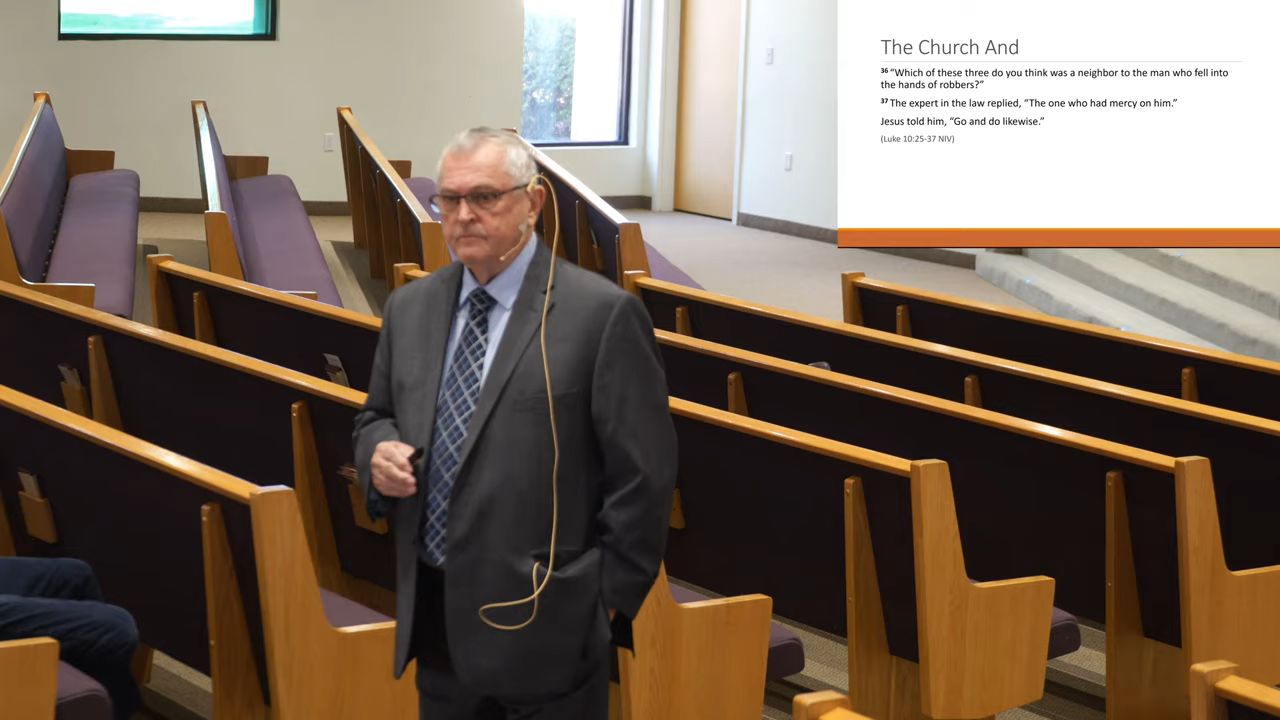 The Church And
36 "Which of these three do you think was a neighbor to the man who fell into
the hands of robbers?"
37 The expert in the law replied, "The one who had mercy on him."
Jesus told him, "Go and do likewise."
(Luke 10:25-37 NIV)